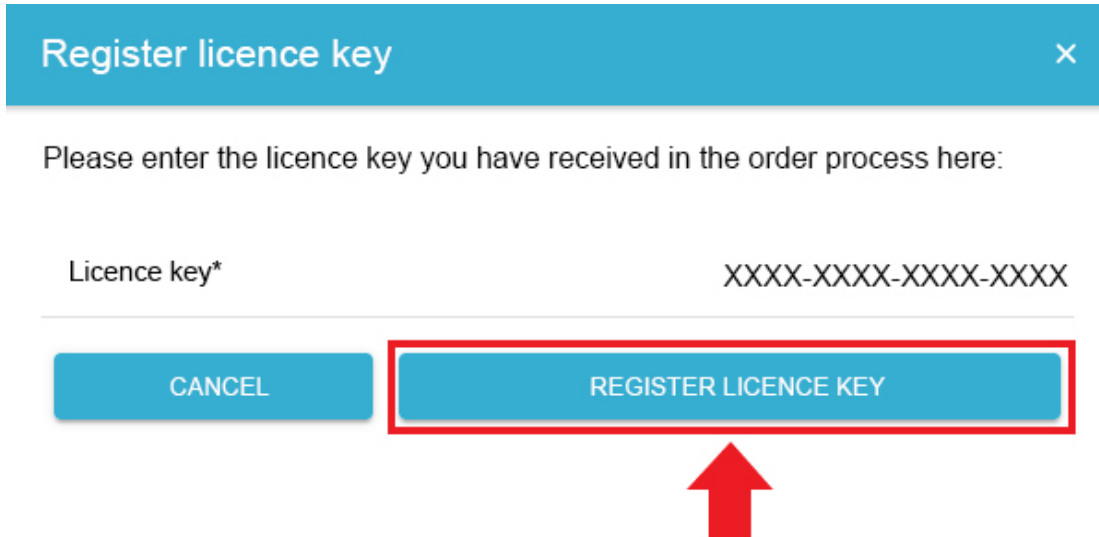 Register licence key ×
Please enter the licence key you have received in the order process here:
Licence key* XXXX-XXXX-XXXX-XXXX
CANCEL REGISTER LICENCE KEY